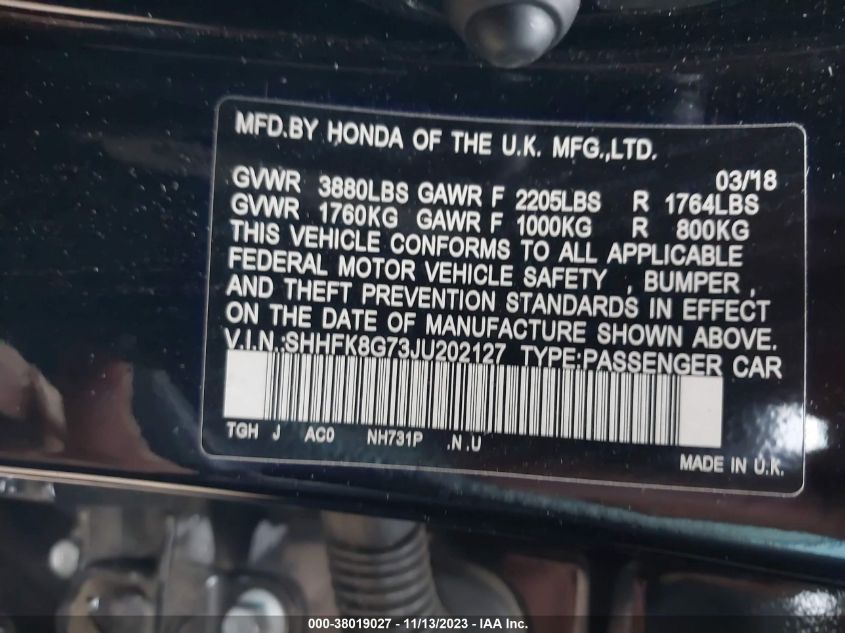 MFD.BY HONDA OF THE U.K. MFG.,LTD.
03/'18
GVWR 3880LBS GAWR F 2205LBS R 1764LBS
GVWR 1760KG GAWR F 1000KG R 800KG
THIS VEHICLE CONFORMS TO ALL APPLICABLE
FEDERAL MOTOR VEHICLE SAFETY , BUMPER ,
AND THEFT PREVENTION STANDARDS IN EFFECT
ON THE DATE OF MANUFACTURE SHOWN ABOVE.
V.I.N.:SHHFK8G73JU202127 TYPE:PASSENGER CAR
TGH J AC0 NH731P .N.U
MADE IN U.K.
000-38019027 - 11/13/2023 - IAA Inc.